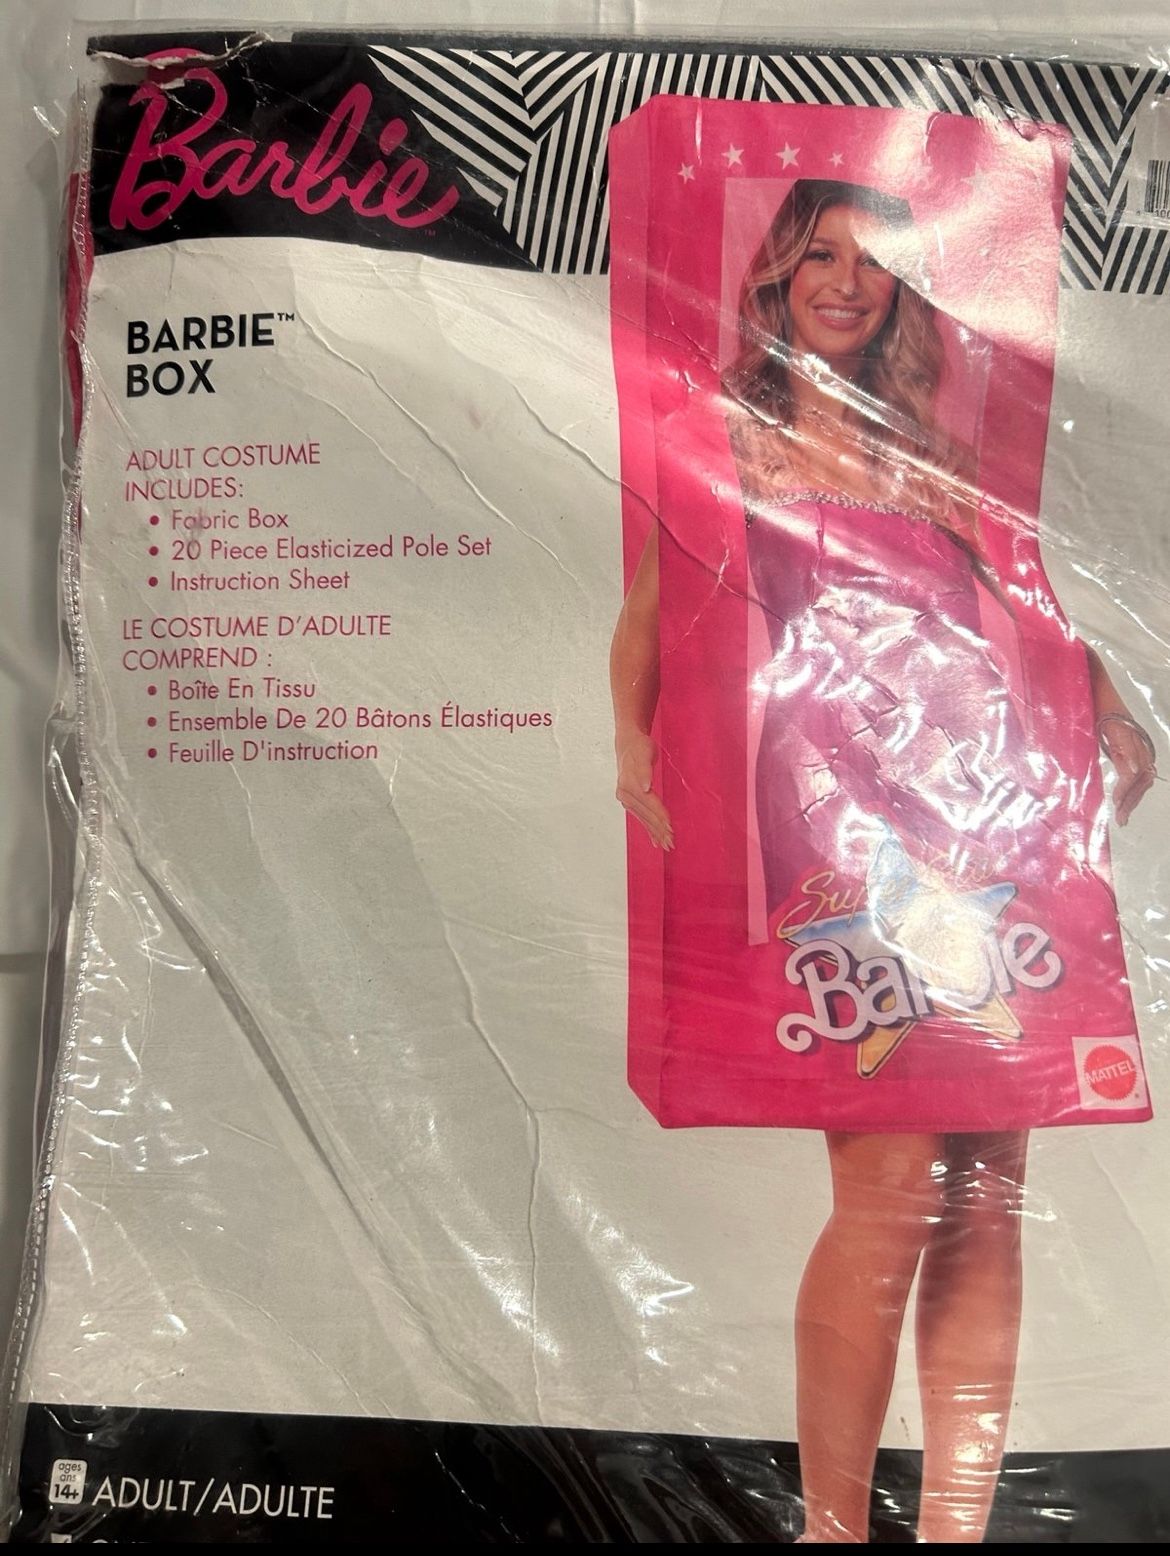 Barbie™
BARBIE™
BOX
ADULT COSTUME
INCLUDES:
• Fabric Box
• 20 Piece Elasticized Pole Set
• Instruction Sheet
LE COSTUME D'ADULTE
COMPREND :
• Boîte En Tissu
• Ensemble De 20 Bâtons Élastiques
• Feuille D'instruction
Barbie
MATTEL
ages
ans
14+
ADULT/ADULTE